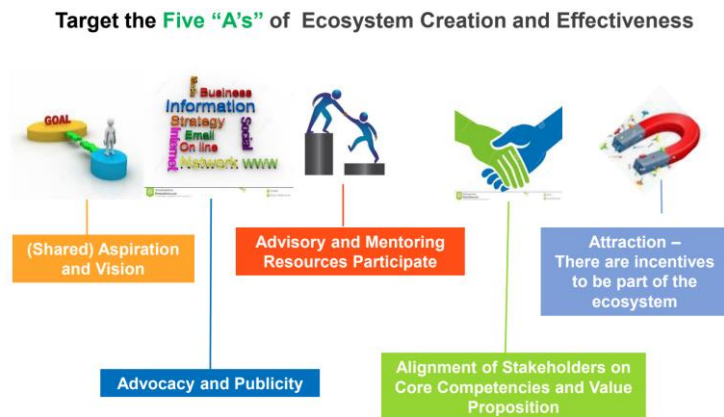 Target the Five “A’s” of Ecosystem Creation and Effectiveness
GOAL
Media
Business
Information
Strategy
Email
On line
Internet
Social
Network WWW
(Shared) Aspiration
and Vision
Advisory and Mentoring
Resources Participate
Attraction –
There are incentives
to be part of the
ecosystem
Advocacy and Publicity
Alignment of Stakeholders on
Core Competencies and Value
Proposition